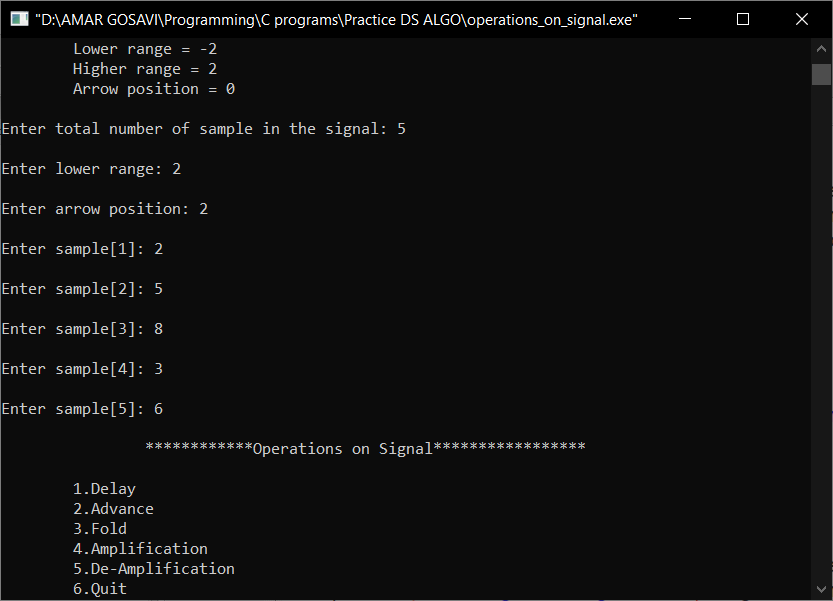 "D:\AMAR GOSAVI\Programming\C programs\Practice DS ALGO\operations_on_signal.exe"
Lower range = -2
Higher range = 2
Arrow position = 0
Enter total number of sample in the signal: 5
Enter lower range: 2
Enter arrow position: 2
Enter sample[1]: 2
Enter sample[2]: 5
Enter sample[3]: 8
Enter sample[4]: 3
Enter sample[5]: 6
************Operations on Signal*****************
1.Delay
2.Advance
3.Fold
4.Amplification
5.De-Amplification
6.Quit